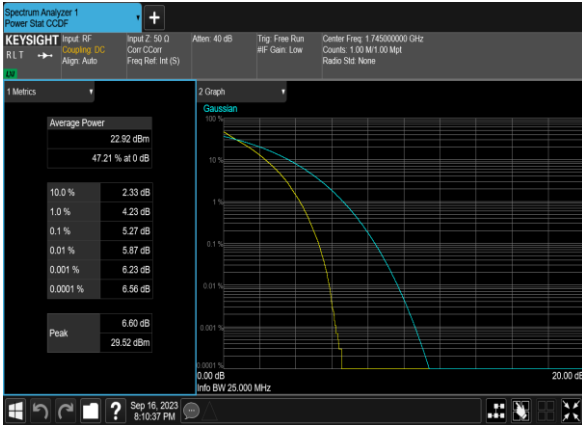 Spectrum Analyzer 1
Power Stat CCDF
+
KEYSIGHT
RLT
LXI
Input: RF
Coupling: DC
Align: Auto
Input Z: 50 Ω
Corr CCorr
Freq Ref: Int (S)
Atten: 40 dB
Trig: Free Run
#IF Gain: Low
Center Freq: 1.745000000 GHz
Counts: 1.00 M/1.00 Mpt
Radio Std: None
1 Metrics
Average Power
22.92 dBm
47.21 % at 0 dB
10.0 % 2.33 dB
1.0 % 4.23 dB
0.1 % 5.27 dB
0.01 % 5.87 dB
0.001 % 6.23 dB
0.0001 % 6.56 dB
Peak
6.60 dB
29.52 dBm
2 Graph
Gaussian
100 %
10 %
1 %
0.1 %
0.01 %
0.001 %
0.0001 %
0.00 dB 20.00 dB
Info BW 25.000 MHz
?
Sep 16, 2023
8:10:37 PM